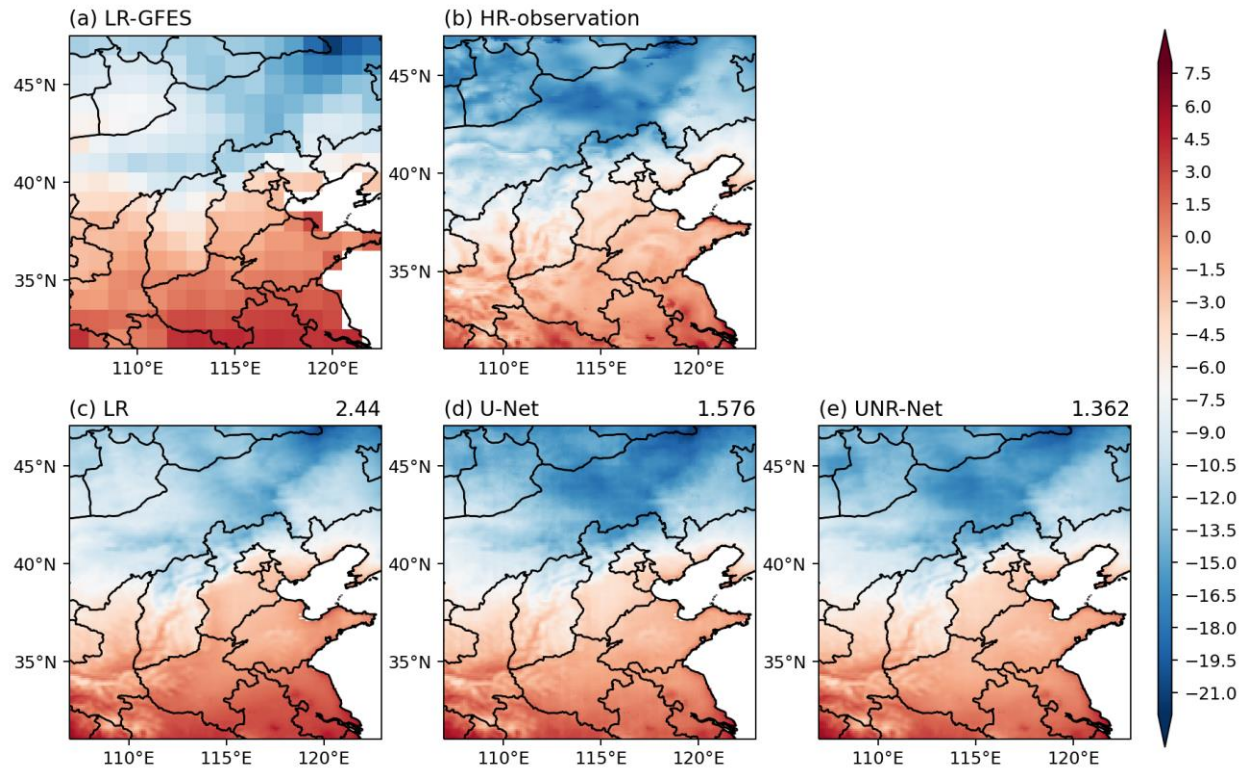 (a) LR-GFES
(b) HR-observation
45°N
40°N
35°N
110°E 115°E 120°E
45°N
40°N
35°N
110°E 115°E 120°E
(c) LR 2.44
(d) U-Net 1.576
(e) UNR-Net 1.362
45°N
40°N
35°N
110°E 115°E 120°E
45°N
40°N
35°N
110°E 115°E 120°E
45°N
40°N
35°N
110°E 115°E 120°E
7.5
6.0
4.5
3.0
1.5
0.0
−1.5
−3.0
−4.5
−6.0
−7.5
−9.0
−10.5
−12.0
−13.5
−15.0
−16.5
−18.0
−19.5
−21.0